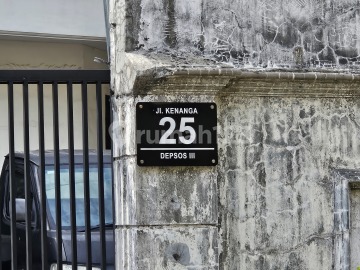 Jl. KENANGA
25
DEPSOS III